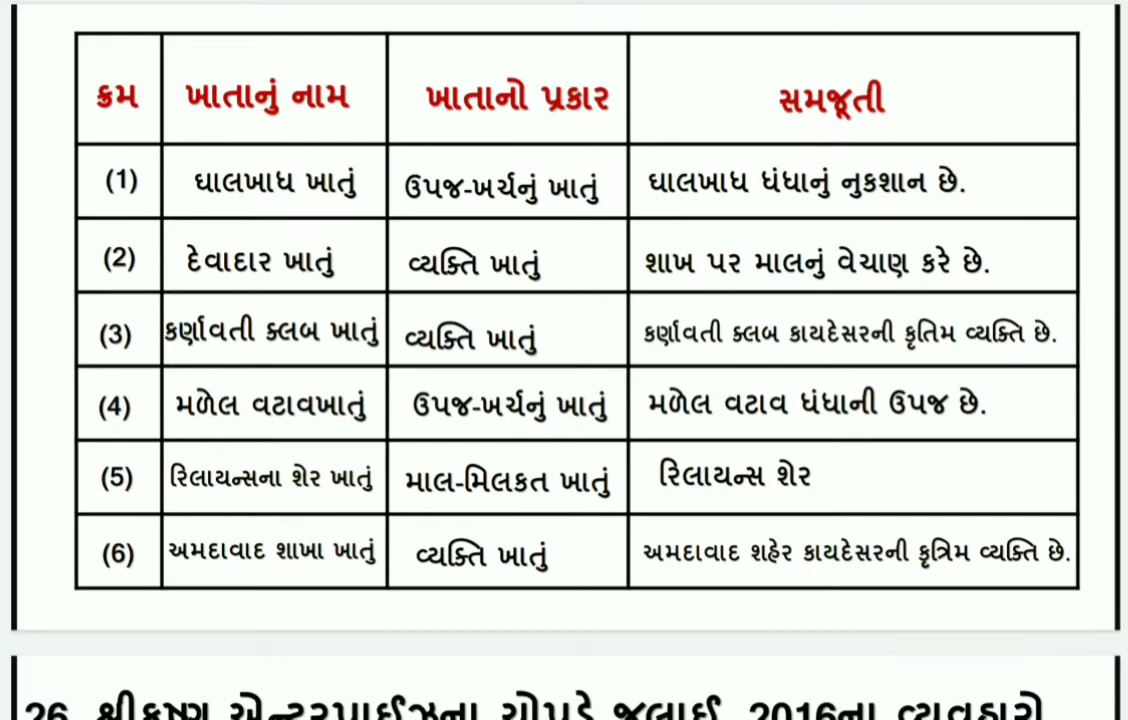 ક્રમ ખાતાનું નામ ખાતાનો પ્રકાર સમજૂતી
(1) ઘાલખાધ ખાતું ઉપજ-ખર્ચનું ખાતું ઘાલખાધ ધંધાનું નુકશાન છે.
(2) દેવાદાર ખાતું વ્યક્તિ ખાતું શાખ પર માલનું વેચાણ કરે છે.
(3) કર્ણાવતી ક્લબ ખાતું વ્યક્તિ ખાતું કર્ણાવતી ક્લબ કાયદેસરની કૃતિમ વ્યક્તિ છે.
(4) મળેલ વટાવખાતું ઉપજ-ખર્ચનું ખાતું મળેલ વટાવ ધંધાની ઉપજ છે.
(5) રિલાયન્સના શેર ખાતું માલ-મિલકત ખાતું રિલાયન્સ શેર
(6) અમદાવાદ શાખા ખાતું વ્યક્તિ ખાતું અમદાવાદ શહેર કાયદેસરની કૃત્રિમ વ્યક્તિ છે.
26 શ્રીકૃષ્ણ એન્ટરપ્રાઈઝના ચોપડે જુલાઈ 2016ના વ્યવહારો